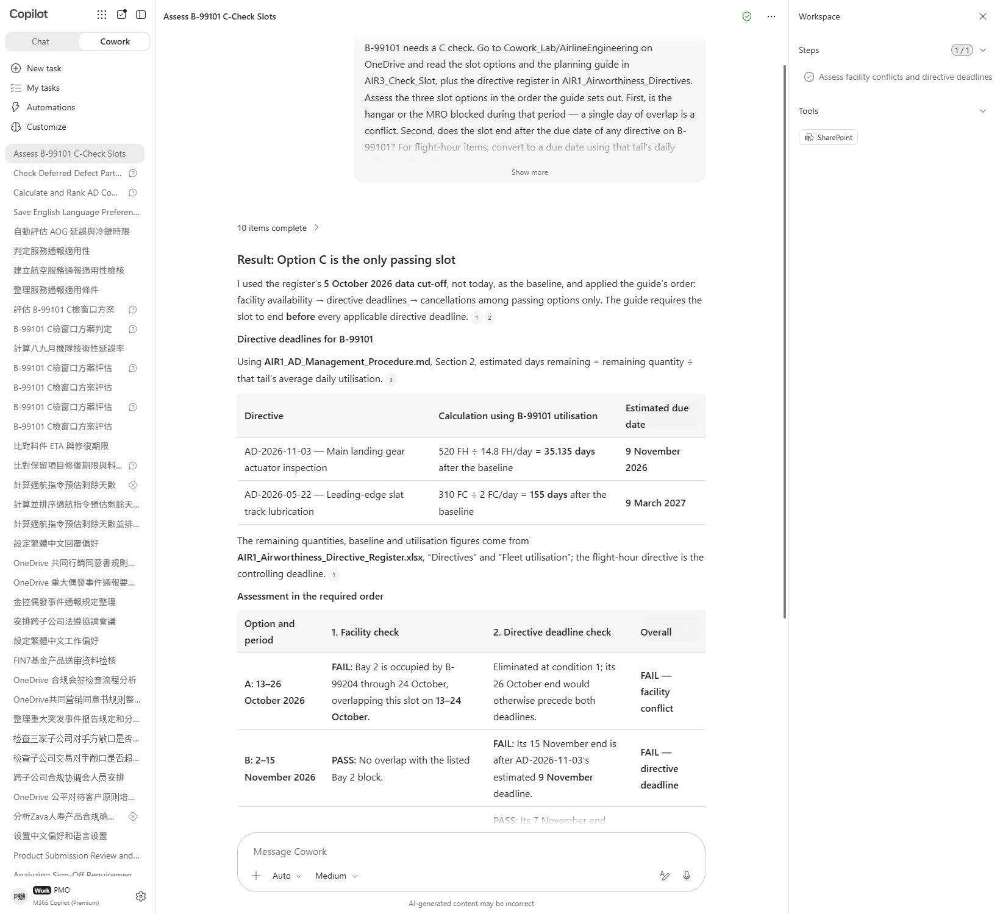 Copilot
Chat
Cowork
New task
My tasks
Automations
Customize
Assess B-99101 C-Check Slots
Check Deferred Defect Part...
Calculate and Rank AD Co...
Save English Language Preferen...
自動評估 AOG 延誤與冷鏈時限
判定服務通報適用性
建立航空服務通報適用性檢核
整理服務通報適用條件
評估 B-99101 C檢窗口方案
B-99101 C檢窗口方案判定
計算八九月機隊技術性延誤率
B-99101 C檢窗口方案評估
B-99101 C檢窗口方案評估
B-99101 C檢窗口方案評估
B-99101 C檢窗口方案評估
比對料件 ETA 與修復期限
比對保留項目修復期限與料...
計算適航指令預估剩餘天數
計算並排序適航指令預估剩餘天...
計算適航指令預估剩餘天數並排...
設定繁體中文回覆偏好
OneDrive 共同行銷同意書規則...
OneDrive 重大偶發事件通報要...
金控偶發事件通報規定整理
安排跨子公司法遵協調會議
設定繁體中文工作偏好
FIN7基金产品送审资料检核
OneDrive 合规会签检查流程分析
OneDrive共同营销同意书规则整...
整理重大突发事件报告规定和分...
检查三家子公司对手方敞口是否...
检查子公司交易对手敞口是否超...
跨子公司合规协调会人员安排
OneDrive 公平对待客户原则培...
分析Zava人寿产品合规确...
设置中文偏好和语言设置
Product Submission Review and...
Analyzing Sign-Off Requiremen
P辦
Work PMO
M365 Copilot (Premium)
Assess B-99101 C-Check Slots
B-99101 needs a C check. Go to Cowork_Lab/AirlineEngineering on
OneDrive and read the slot options and the planning guide in
AIR3_Check_Slot, plus the directive register in AIR1_Airworthiness_Directives.
Assess the three slot options in the order the guide sets out. First, is the
hangar or the MRO blocked during that period — a single day of overlap is a
conflict. Second, does the slot end after the due date of any directive on B-
99101? For flight-hour items, convert to a due date using that tail's daily
Show more
10 items complete
Result: Option C is the only passing slot
I used the register's 5 October 2026 data cut-off, not today, as the baseline, and applied the guide's order:
facility availability → directive deadlines → cancellations among passing options only. The guide requires the
slot to end before every applicable directive deadline. 1 2
Directive deadlines for B-99101
Using AIR1_AD_Management_Procedure.md, Section 2, estimated days remaining = remaining quantity ÷
that tail's average daily utilisation. 3
Directive
Calculation using B-99101 utilisation
Estimated due
date
AD-2026-11-03 — Main landing gear
actuator inspection
520 FH ÷ 14.8 FH/day = 35.135 days
after the baseline
9 November
2026
AD-2026-05-22 — Leading-edge slat
track lubrication
310 FC ÷ 2 FC/day = 155 days after the
baseline
9 March 2027
The remaining quantities, baseline and utilisation figures come from
AIR1_Airworthiness_Directive_Register.xlsx, “Directives” and “Fleet utilisation”; the flight-hour directive is the
controlling deadline. 1
Assessment in the required order
Option and
period
1. Facility check
2. Directive deadline check
Overall
A: 13–26
October 2026
FAIL: Bay 2 is occupied by B-
99204 through 24 October,
overlapping this slot on 13–24
October.
Eliminated at condition 1; its
26 October end would
otherwise precede both
deadlines.
FAIL —
facility
conflict
B: 2–15
November 2026
PASS: No overlap with the listed
Bay 2 block.
FAIL: Its 15 November end is
after AD-2026-11-03's
estimated 9 November
deadline.
FAIL —
directive
deadline
PASS: Its 7 November end
Message Cowork
Auto
Medium
AI-generated content may be incorrect
Workspace
Steps
1 / 1
Assess facility conflicts and directive deadlines
Tools
SharePoint